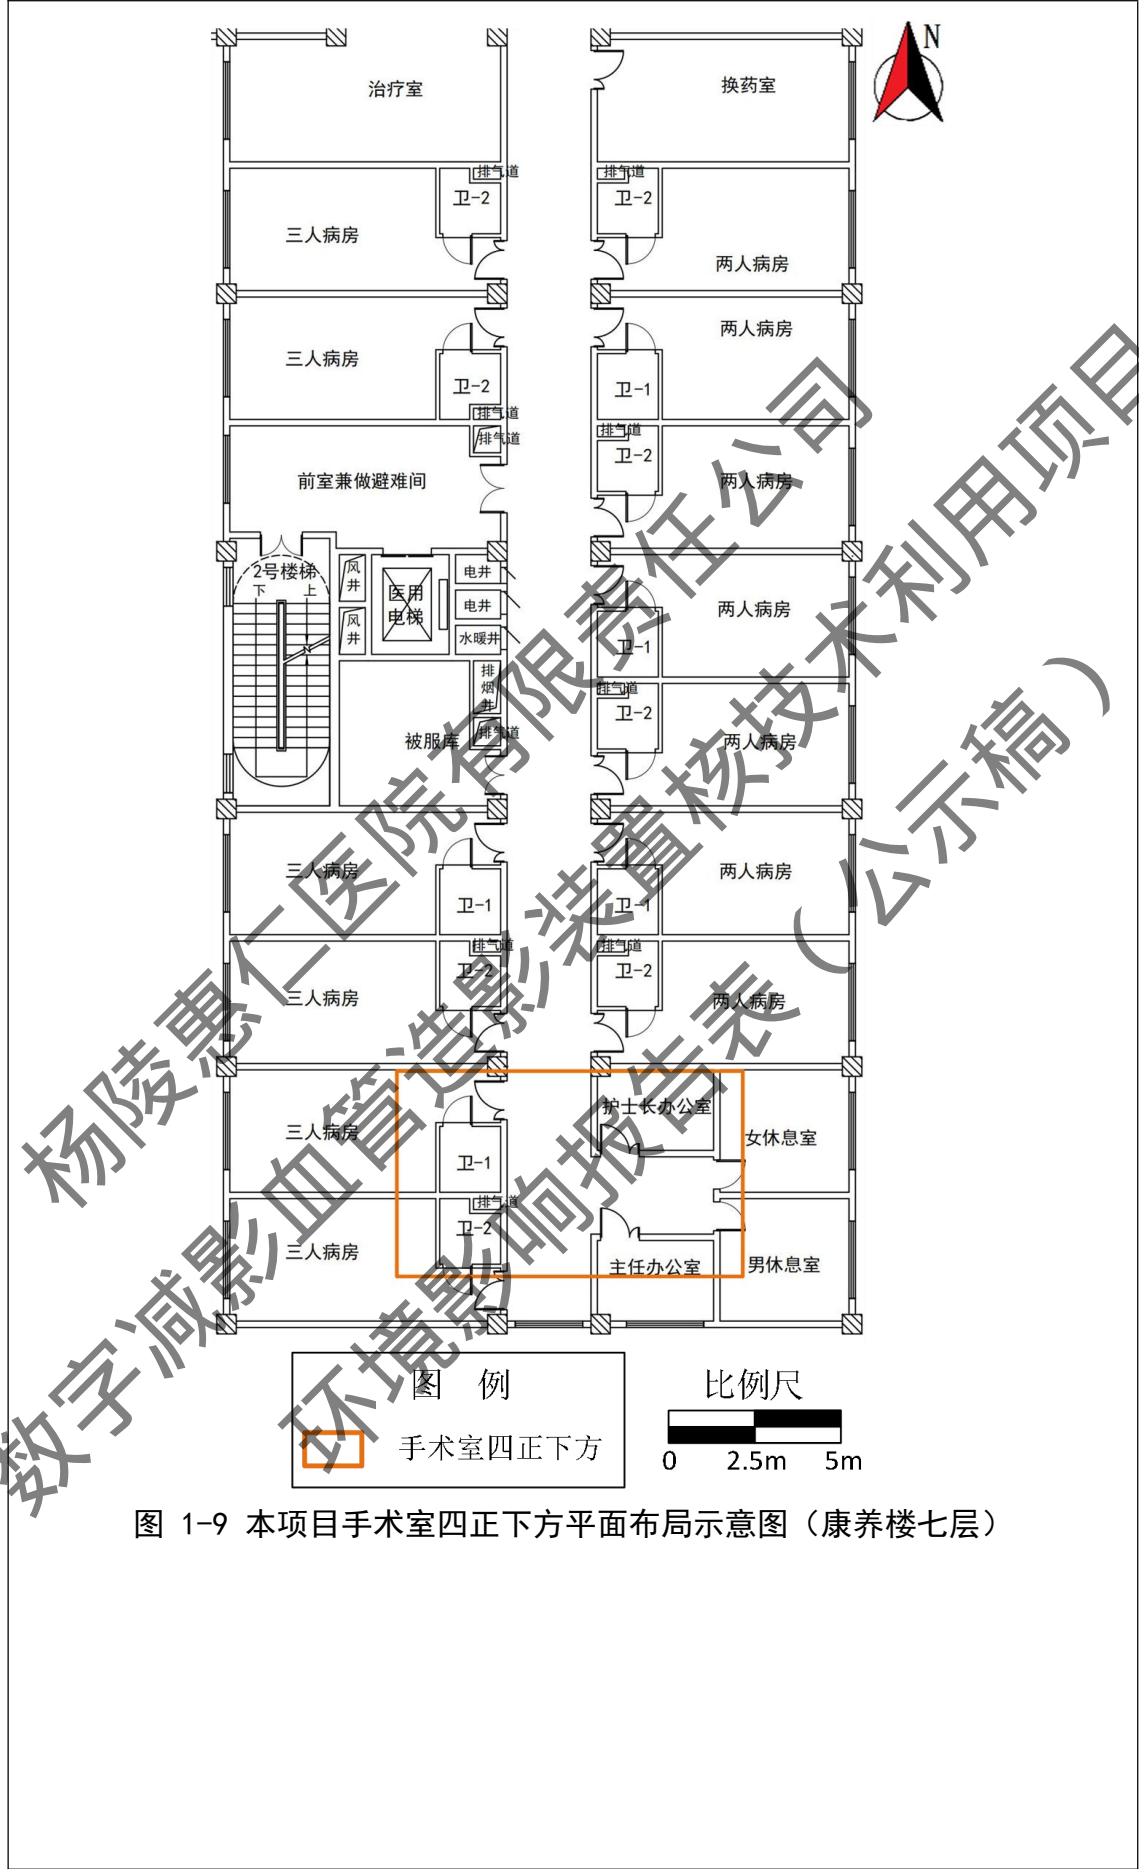 N
治疗室
换药室
排气道
排气道
卫-2
卫-2
三人病房
两人病房
三人病房
两人病房
卫-2
卫-1
排气道
排气道
排气道
卫-2
前室兼做避难间
两人病房
2号楼梯
下 上
风井
医用电梯
电井
电井
风井
水暖井
两人病房
卫-1
排烟井
排气道
卫-2
排气道
被服库
两人病房
三人病房
两人病房
卫-1
卫-1
排气道
排气道
卫-2
卫-2
三人病房
两人病房
护士长办公室
三人病房
女休息室
卫-1
排气道
卫-2
三人病房
主任办公室
男休息室
图 例
手术室四正下方
比例尺
0 2.5m 5m
图 1-9 本项目手术室四正下方平面布局示意图（康养楼七层）
杨陵惠仁医院有限责任公司
数字减影血管造影装置核技术利用项目
环境影响报告表（公示稿）